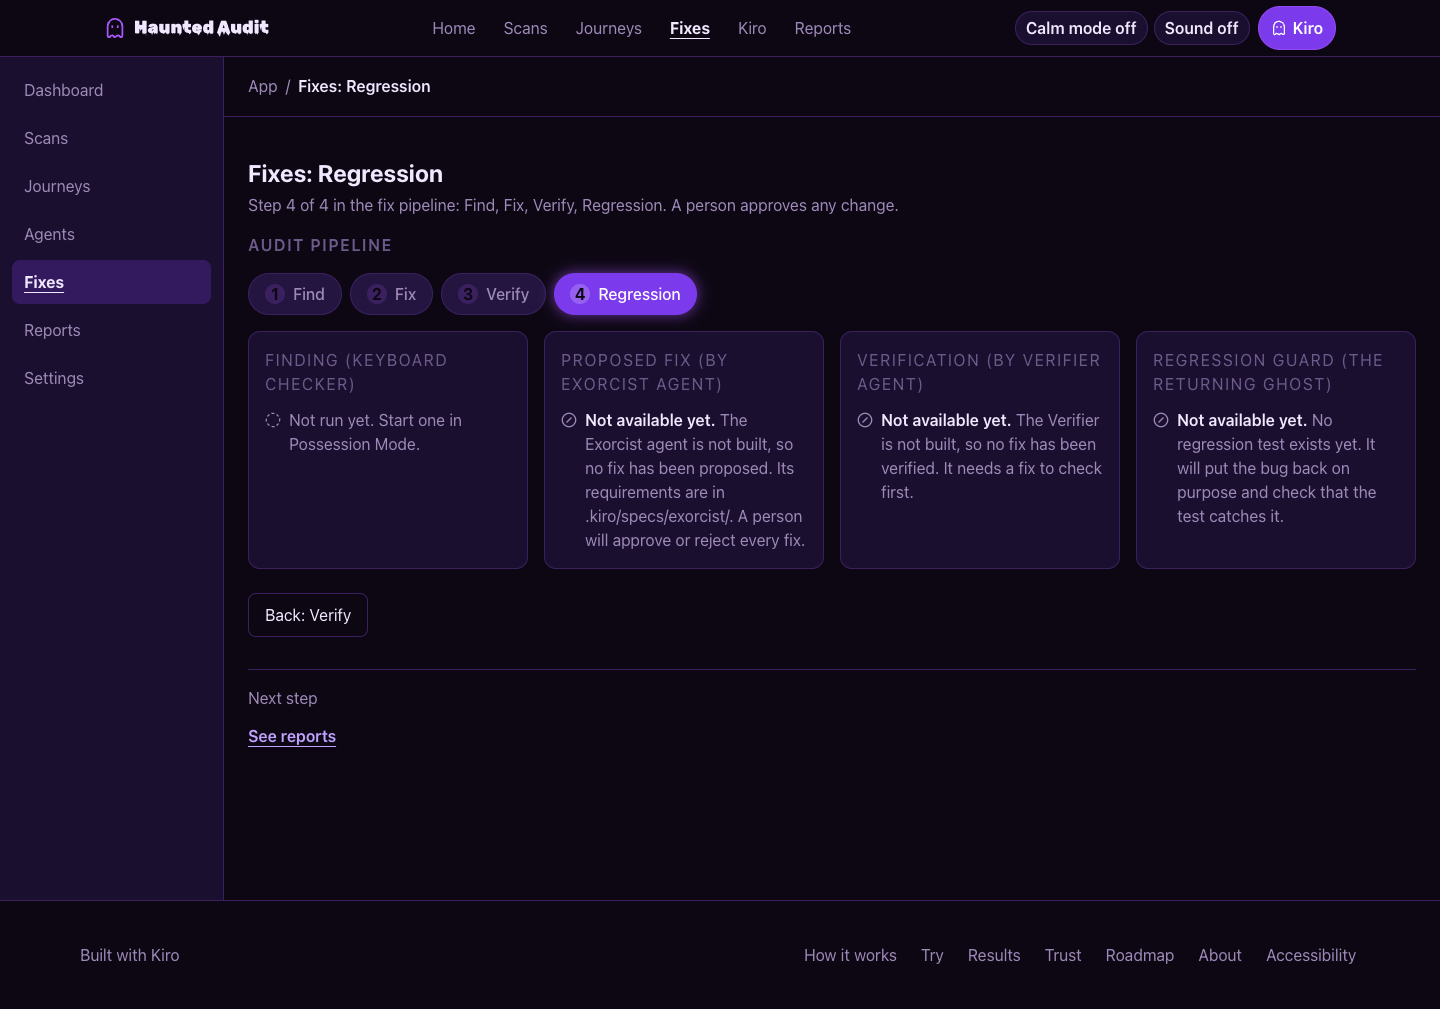 Haunted Audit
Home Scans Journeys Fixes Kiro Reports
Calm mode off Sound off Kiro
Dashboard
Scans
Journeys
Agents
Fixes
Reports
Settings
App / Fixes: Regression
Fixes: Regression
Step 4 of 4 in the fix pipeline: Find, Fix, Verify, Regression. A person approves any change.
AUDIT PIPELINE
1 Find 2 Fix 3 Verify 4 Regression
FINDING (KEYBOARD
CHECKER)
Not run yet. Start one in
Possession Mode.
PROPOSED FIX (BY
EXORCIST AGENT)
Not available yet. The
Exorcist agent is not built, so
no fix has been proposed. Its
requirements are in
.kiro/specs/exorcist/. A person
will approve or reject every fix.
VERIFICATION (BY VERIFIER
AGENT)
Not available yet. The Verifier
is not built, so no fix has been
verified. It needs a fix to check
first.
REGRESSION GUARD (THE
RETURNING GHOST)
Not available yet. No
regression test exists yet. It
will put the bug back on
purpose and check that the
test catches it.
Back: Verify
Next step
See reports
Built with Kiro
How it works Try Results Trust Roadmap About Accessibility